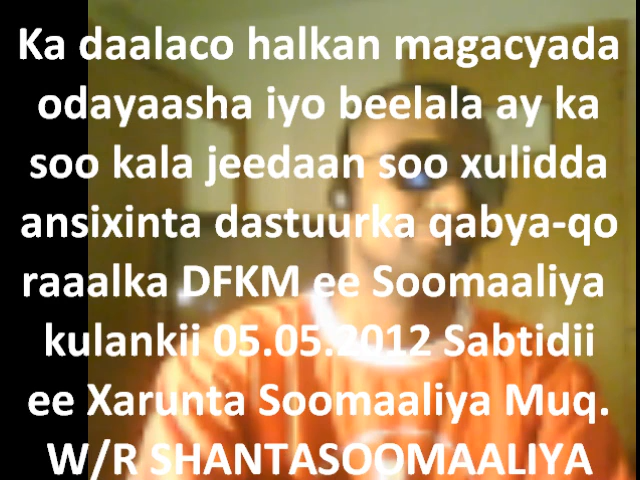 Ka daalaco halkan magacyada
odayaasha iyo beelala ay ka
soo kala jeedaan soo xulidda
ansixinta dastuurka qabya-qo
raaalka DFKM ee Soomaaliya
kulankii 05.05.2012 Sabtidii
ee Xarunta Soomaaliya Muq.
W/R SHANTASOOMAALIYA